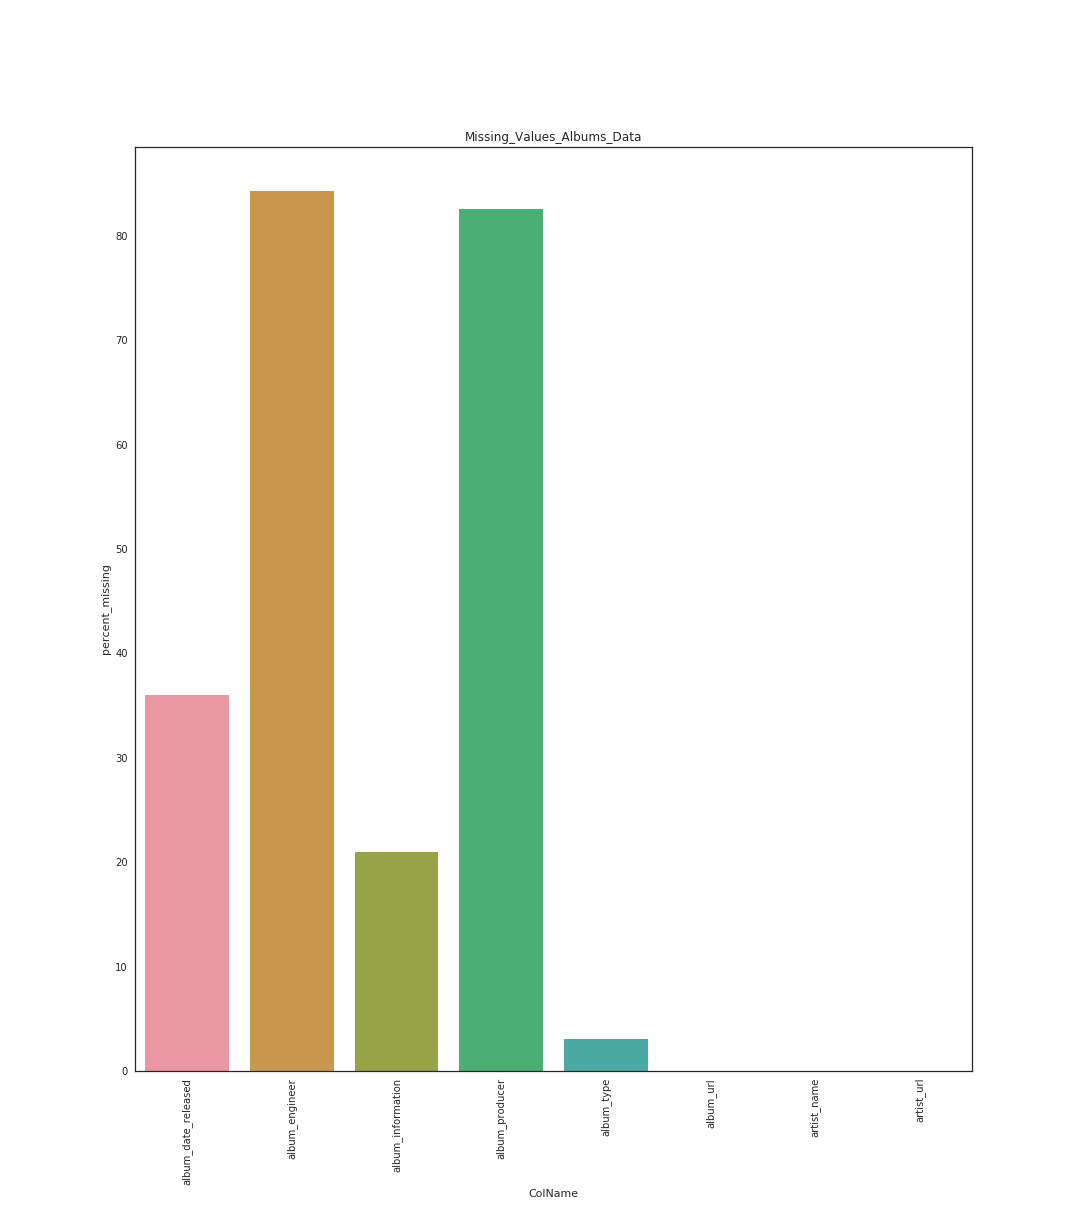 Missing_Values_Albums_Data
percent_missing
80
70
60
50
40
30
20
10
0
album_date_released
album_engineer
album_information
album_producer
album_type
album_url
artist_name
artist_url
ColName